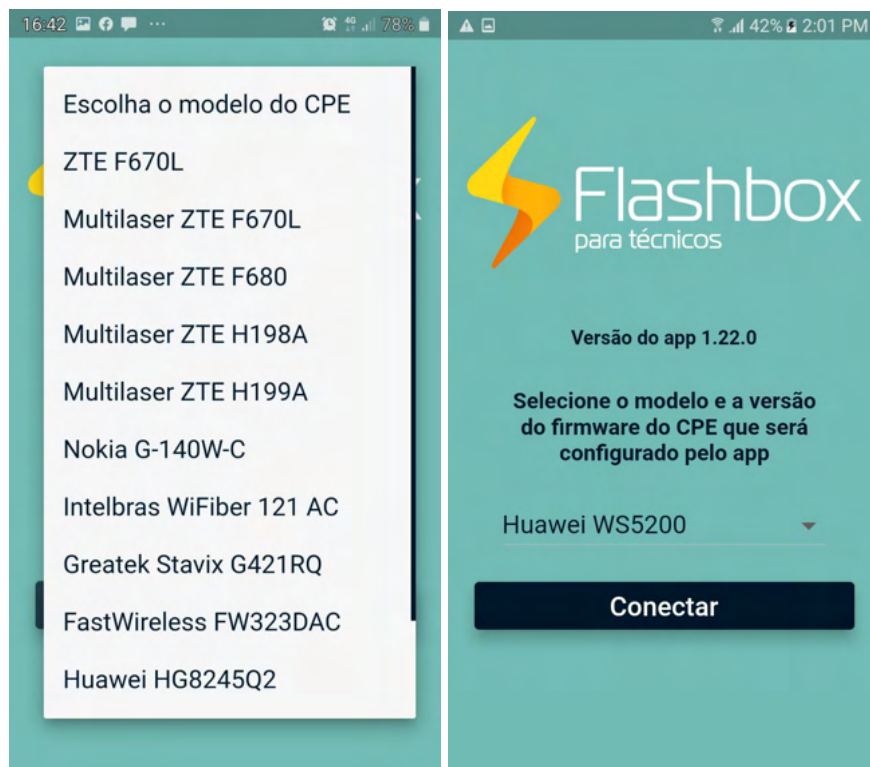 16:42
4G
78%
Escolha o modelo do CPE
ZTE F670L
Multilaser ZTE F670L
Multilaser ZTE F680
Multilaser ZTE H198A
Multilaser ZTE H199A
Nokia G-140W-C
Intelbras WiFiber 121 AC
Greatek Stavix G421RQ
FastWireless FW323DAC
Huawei HG8245Q2
42% 2:01 PM
Flashbox
para técnicos
Versão do app 1.22.0
Selecione o modelo e a versão
do firmware do CPE que será
configurado pelo app
Huawei WS5200
Conectar